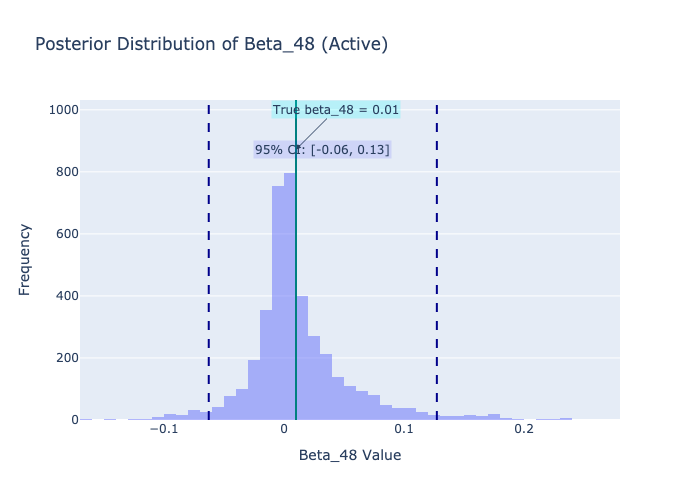 Posterior Distribution of Beta_48 (Active)
True beta_48 = 0.01
95% CI: [-0.06, 0.13]
1000
800
600
400
200
0
Frequency
−0.1
0
0.1
0.2
Beta_48 Value